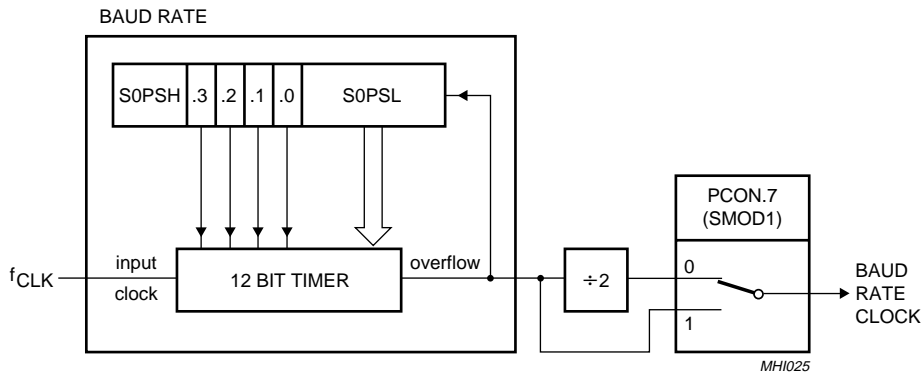 BAUD RATE
S0PSH .3 .2 .1 .0 S0PSL
PCON.7
(SMOD1)
fCLK
input
clock
12 BIT TIMER
overflow
÷2
0
1
BAUD
RATE
CLOCK
MHI025